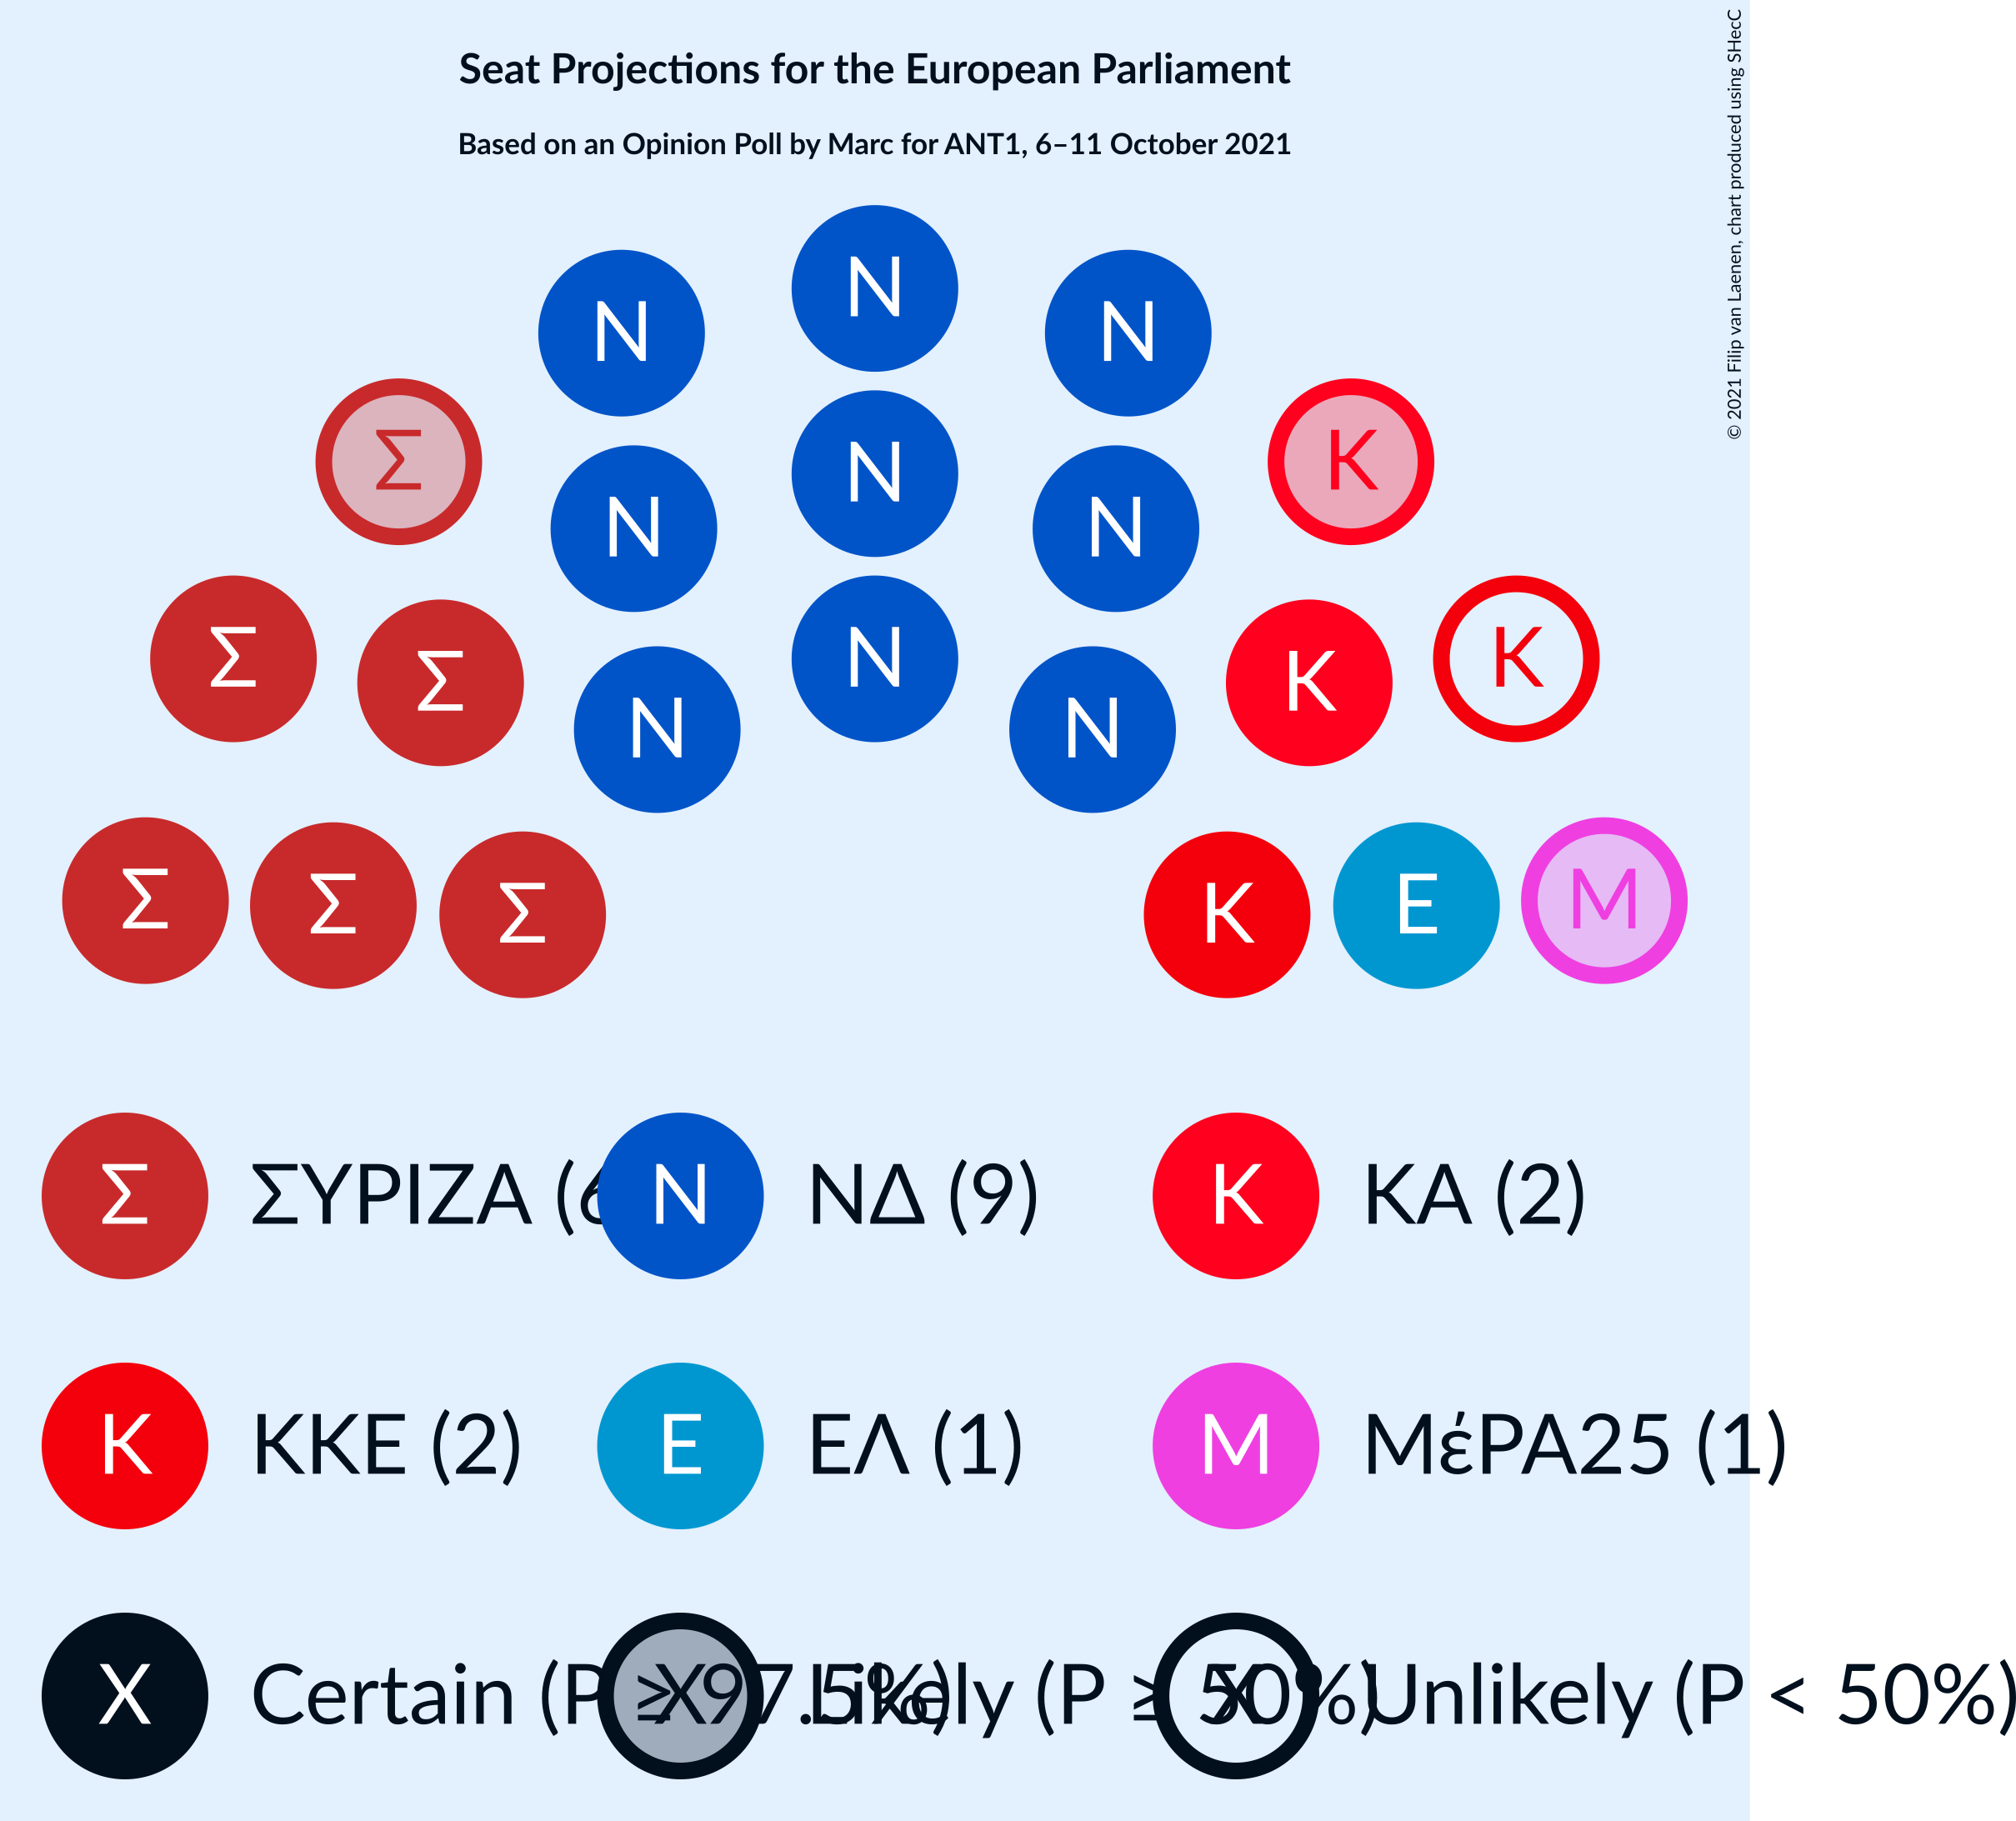 Seat Projections for the European Parliament
Based on an Opinion Poll by Marc for ANT1, 6–11 October 2021
© 2021 Filip van Laenen, chart produced using SHecC
N
N N
N
Σ K
N N
N
Σ K
Σ K
N N
Σ M
Σ E
Σ K
Σ ΣΥΡΙΖΑ (6 N ΝΔ (9) K ΚΑ (2)
K ΚΚΕ (2) E ΕΛ (1) M ΜέΡΑ25 (1)
X Certain (P ≥ 97.5%) X Likely (P ≥ 50%) X Unlikely (P < 50%)